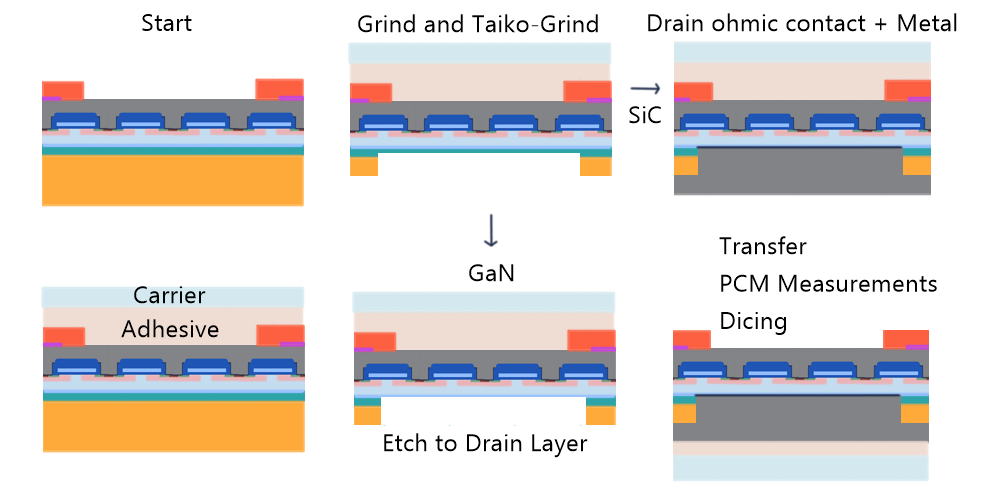 Start
Grind and Taiko-Grind
Drain ohmic contact + Metal
SiC
Carrier
Adhesive
GaN
Etch to Drain Layer
Transfer
PCM Measurements
Dicing